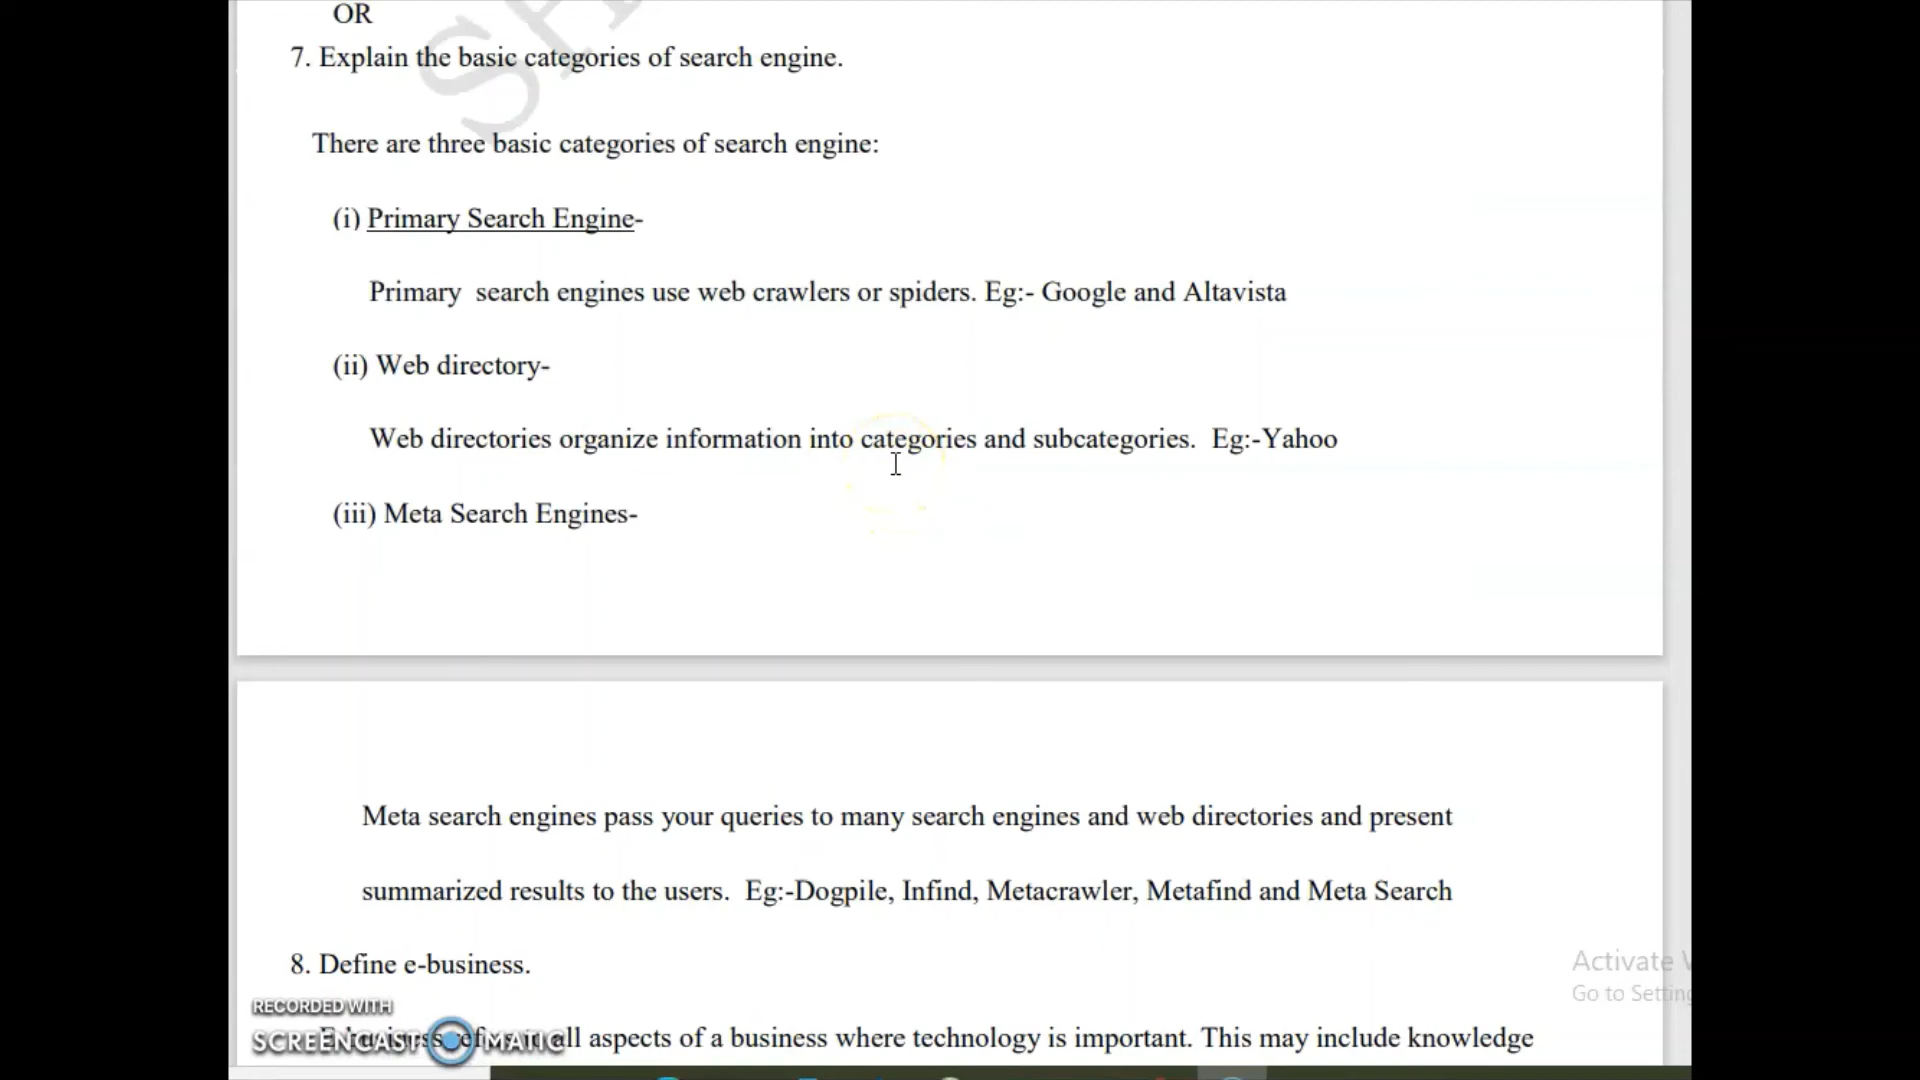 OR
7. Explain the basic categories of search engine.
There are three basic categories of search engine:
(i) Primary Search Engine-
Primary  search engines use web crawlers or spiders. Eg:- Google and Altavista
(ii) Web directory-
Web directories organize information into categories and subcategories.  Eg:-Yahoo
(iii) Meta Search Engines-
Meta search engines pass your queries to many search engines and web directories and present
summarized results to the users.  Eg:-Dogpile, Infind, Metacrawler, Metafind and Meta Search
8. Define e-business.
all aspects of a business where technology is important. This may include knowledge
Activate
Go to Setting
RECORDED WITH
SCREENCAST MATIC